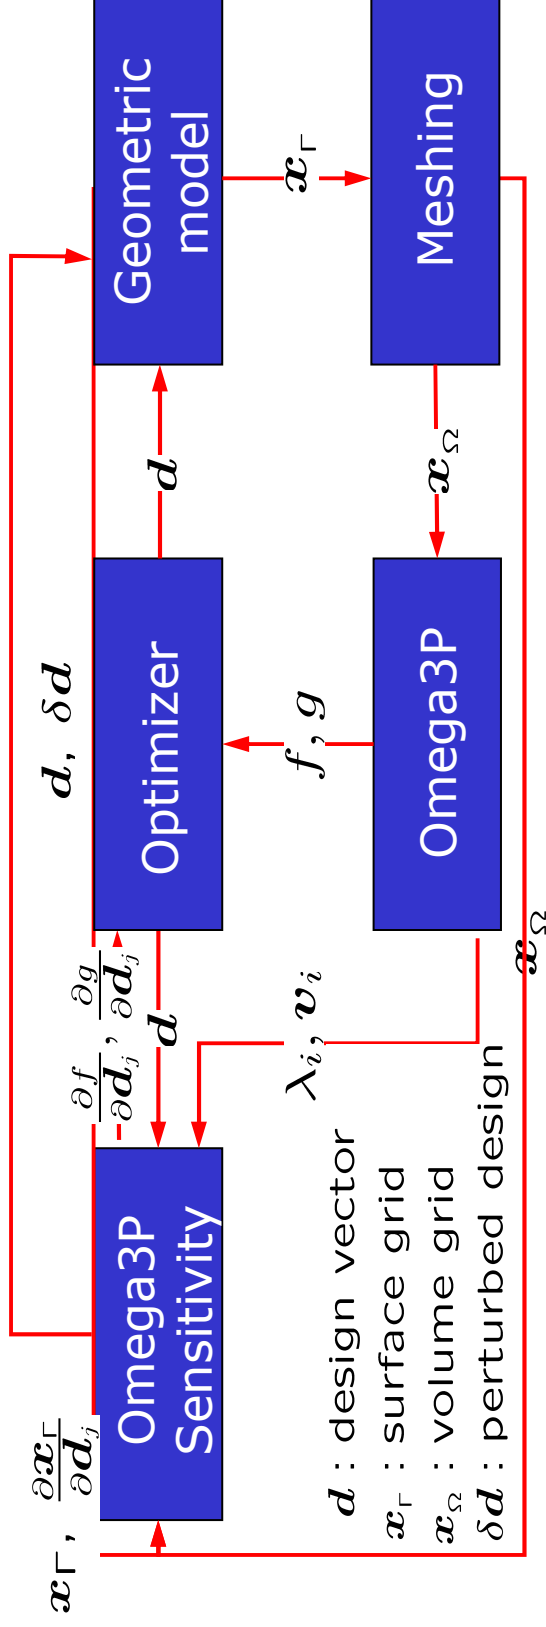 x_Γ, ∂x_Γ/∂d_j
d, δd
Omega3P
Sensitivity
∂f/∂d_j, ∂g/∂d_j
d
Optimizer
d
Geometric
model
λ_i, v_i
f, g
x_Γ
Omega3P
x_Ω
Meshing
x_Ω
d : design vector
x_Γ : surface grid
x_Ω : volume grid
δd : perturbed design